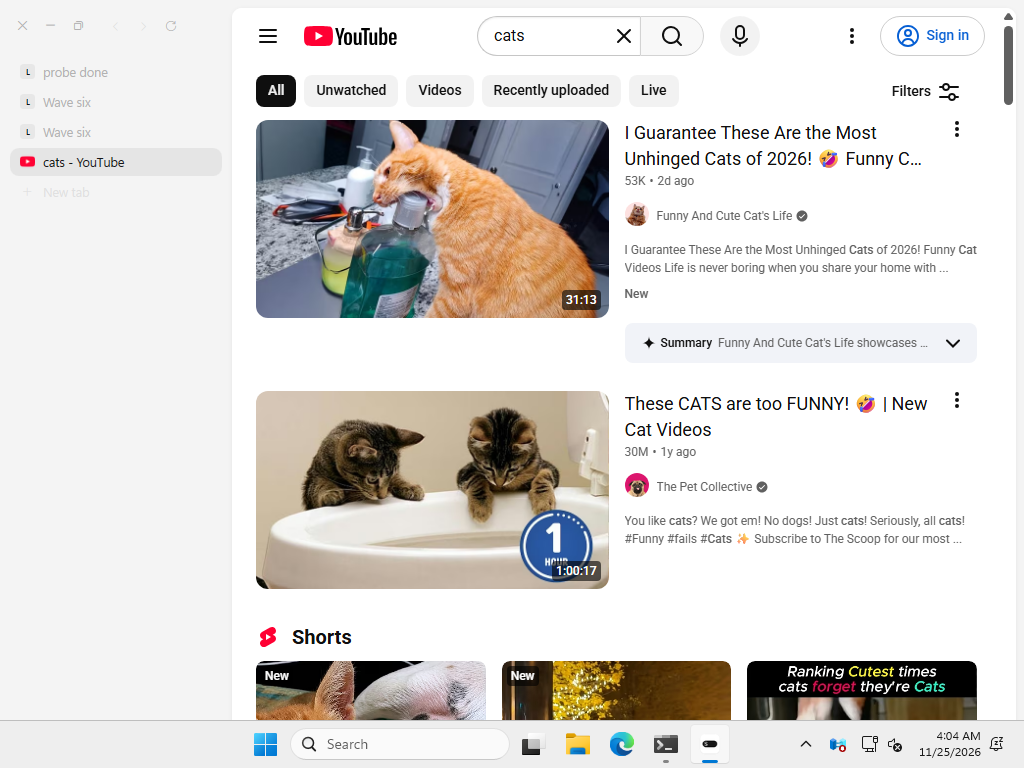 probe done
Wave six
Wave six
cats - YouTube
New tab
YouTube
cats
Sign in
All
Unwatched
Videos
Recently uploaded
Live
Filters
31:13
I Guarantee These Are the Most
Unhinged Cats of 2026! 🤣 Funny C...
53K • 2d ago
Funny And Cute Cat's Life
I Guarantee These Are the Most Unhinged Cats of 2026! Funny Cat
Videos Life is never boring when you share your home with ...
New
Summary Funny And Cute Cat's Life showcases ...
1 HOUR
1:00:17
These CATS are too FUNNY! 🤣 | New
Cat Videos
30M • 1y ago
The Pet Collective
You like cats? We got em! No dogs! Just cats! Seriously, all cats!
#Funny #fails #Cats ✨ Subscribe to The Scoop for our most ...
Shorts
New
New
Ranking Cutest times
cats forget they're Cats
Search
4:04 AM
11/25/2026